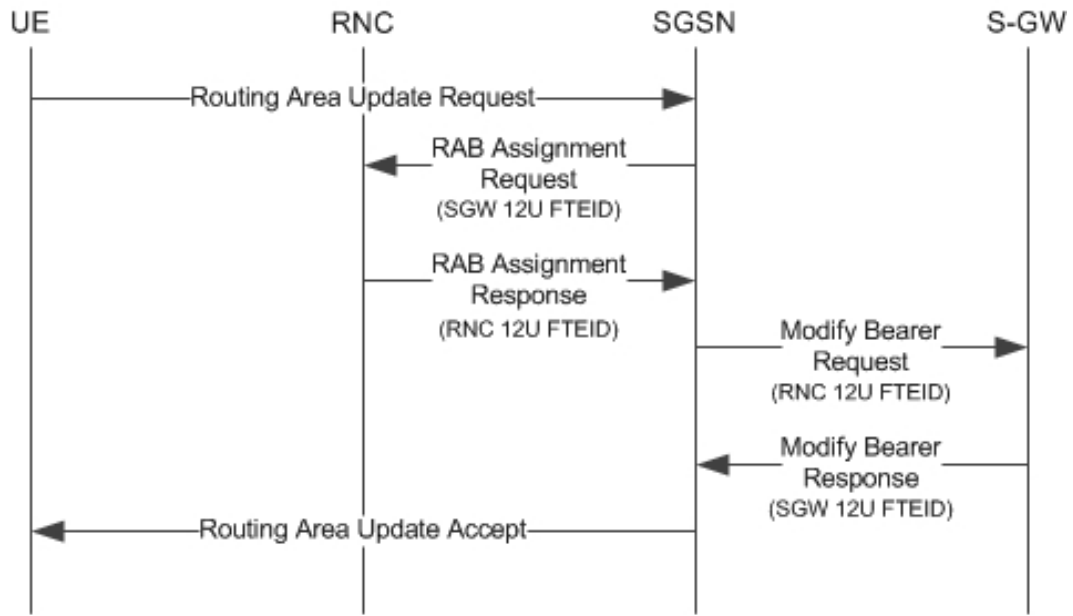 UE RNC SGSN S-GW
Routing Area Update Request
RAB Assignment
Request
(SGW 12U FTEID)
RAB Assignment
Response
(RNC 12U FTEID)
Modify Bearer
Request
(RNC 12U FTEID)
Modify Bearer
Response
(SGW 12U FTEID)
Routing Area Update Accept